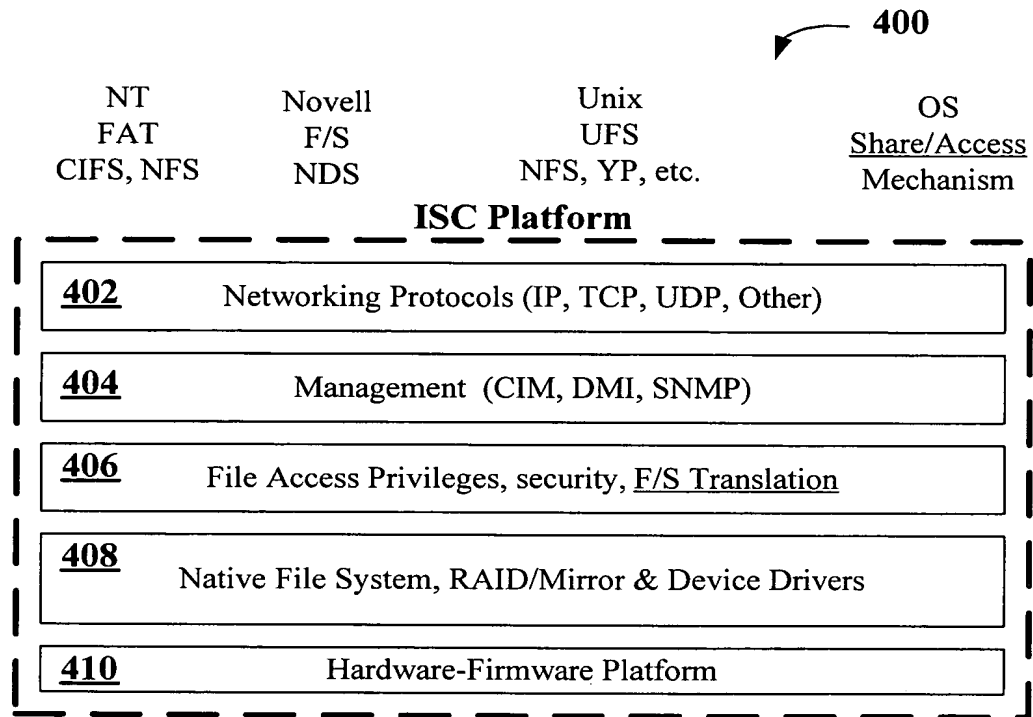 400
NT
FAT
CIFS, NFS
Novell
F/S
NDS
Unix
UFS
NFS, YP, etc.
OS
Share/Access
Mechanism
ISC Platform
402 Networking Protocols (IP, TCP, UDP, Other)
404 Management (CIM, DMI, SNMP)
406 File Access Privileges, security, F/S Translation
408
Native File System, RAID/Mirror & Device Drivers
410 Hardware-Firmware Platform